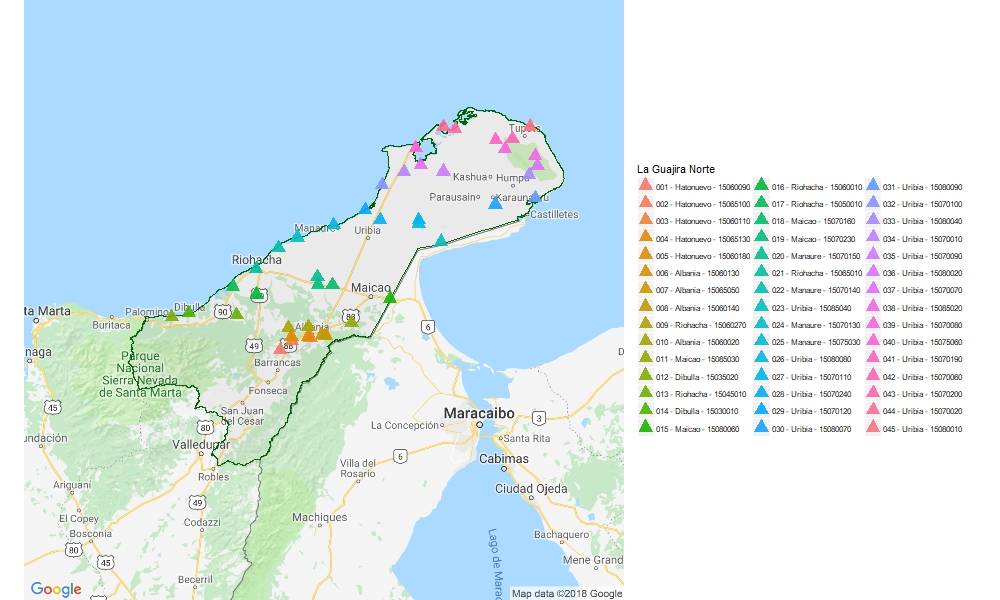 Tu
s
Kashua
Humpa
Parausain
Karauna
u
Castilletes
Manaure
Uribia
Riohacha
Maicao
ta Marta
Palomino
Dibulla
90
88
6
Buritaca
Albania
naga
49
86
D
Parque
Nacional
Sierra Nevada
de Santa Marta
Barrancas
Fonseca
45
San Juan
del Cesar
Maracaibo
3
La Concepción
80
undación
Santa Rita
Valledupar
6
Cabimas
Villa del
Rosario
Robles
Ariguaní
Ciudad Ojeda
49
El Copey
Codazzi
Machiques
Bosconia
Bachaquero
80
45
Mene Grand
Becerril
Lago de Marac
Google
Map data ©2018 Google
La Guajira Norte
001 - Hatonuevo - 15060090
002 - Hatonuevo - 15065100
003 - Hatonuevo - 15060110
004 - Hatonuevo - 15065130
005 - Hatonuevo - 15060180
006 - Albania - 15060130
007 - Albania - 15065050
008 - Albania - 15060140
009 - Riohacha - 15060270
010 - Albania - 15060020
011 - Maicao - 15085030
012 - Dibulla - 15035020
013 - Riohacha - 15045010
014 - Dibulla - 15030010
015 - Maicao - 15080060
016 - Riohacha - 15060010
017 - Riohacha - 15050010
018 - Maicao - 15070160
019 - Maicao - 15070230
020 - Manaure - 15070150
021 - Riohacha - 15065010
022 - Manaure - 15070140
023 - Uribia - 15085040
024 - Manaure - 15070130
025 - Manaure - 15075030
026 - Uribia - 15080080
027 - Uribia - 15070110
028 - Uribia - 15070240
029 - Uribia - 15070120
030 - Uribia - 15080070
031 - Uribia - 15080090
032 - Uribia - 15070100
033 - Uribia - 15080040
034 - Uribia - 15070010
035 - Uribia - 15070090
036 - Uribia - 15080020
037 - Uribia - 15070070
038 - Uribia - 15085020
039 - Uribia - 15070080
040 - Uribia - 15075060
041 - Uribia - 15070190
042 - Uribia - 15070060
043 - Uribia - 15070200
044 - Uribia - 15070020
045 - Uribia - 15080010